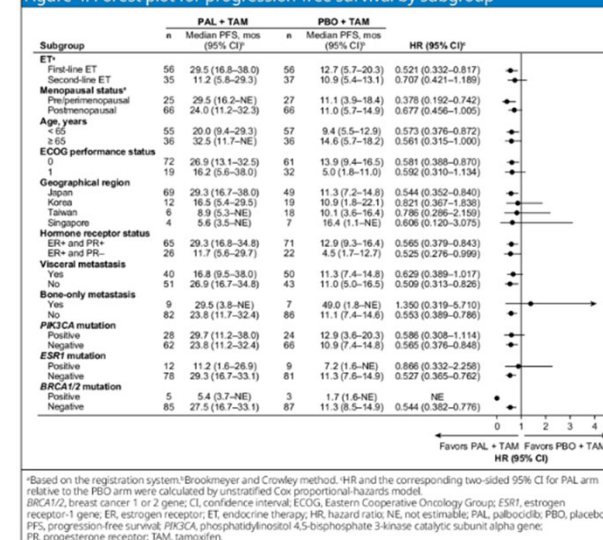 Figure 4. Forest plot for progression-free survival by subgroup
PAL + TAM PBO + TAM
n Median PFS, mos n Median PFS, mos
Subgroup (95% CI)ᵇ (95% CI)ᵇ HR (95% CI)ᶜ
ETᵃ
First-line ET 56 29.5 (16.8–38.0) 56 12.7 (5.7–20.3) 0.521 (0.332–0.817)
Second-line ET 35 11.2 (5.8–29.3) 37 10.9 (5.4–13.1) 0.707 (0.421–1.189)
Menopausal statusᵃ
Pre/perimenopausal 25 29.5 (16.2–NE) 27 11.1 (3.9–18.4) 0.378 (0.192–0.742)
Postmenopausal 66 24.0 (11.2–32.3) 66 11.0 (5.7–14.9) 0.677 (0.456–1.005)
Age, years
< 65 55 20.0 (9.4–29.3) 57 9.4 (5.5–12.9) 0.573 (0.376–0.872)
≥ 65 36 32.5 (11.7–NE) 36 14.6 (5.7–18.2) 0.561 (0.315–1.000)
ECOG performance status
0 72 26.9 (13.1–32.5) 61 13.9 (9.4–16.5) 0.581 (0.388–0.870)
1 19 16.2 (5.6–38.0) 32 5.0 (1.8–11.0) 0.592 (0.310–1.134)
Geographical region
Japan 69 29.3 (16.7–38.0) 49 11.3 (7.2–14.8) 0.544 (0.352–0.840)
Korea 12 16.5 (5.4–29.5) 19 10.9 (1.8–22.1) 0.821 (0.367–1.838)
Taiwan 6 8.9 (5.3–NE) 18 10.1 (3.6–16.4) 0.786 (0.286–2.159)
Singapore 4 5.6 (3.5–NE) 7 16.4 (1.1–NE) 0.606 (0.120–3.075)
Hormone receptor status
ER+ and PR+ 65 29.3 (16.8–34.8) 71 12.9 (9.3–16.4) 0.565 (0.379–0.843)
ER+ and PR– 26 11.7 (5.6–29.7) 22 4.5 (1.7–12.7) 0.525 (0.276–0.999)
Visceral metastasis
Yes 40 16.8 (9.5–38.0) 50 11.3 (7.4–14.8) 0.629 (0.389–1.017)
No 51 26.9 (16.7–34.8) 43 11.0 (5.0–16.5) 0.509 (0.313–0.826)
Bone-only metastasis
Yes 9 29.5 (3.8–NE) 7 49.0 (1.8–NE) 1.350 (0.319–5.710)
No 82 23.8 (11.7–32.4) 86 11.1 (7.4–14.6) 0.553 (0.389–0.786)
PIK3CA mutation
Positive 28 29.7 (11.2–38.0) 24 12.9 (3.6–20.3) 0.586 (0.308–1.114)
Negative 62 23.8 (11.2–32.4) 66 10.9 (7.4–14.8) 0.565 (0.376–0.848)
ESR1 mutation
Positive 12 11.2 (1.6–26.9) 9 7.2 (1.6–NE) 0.866 (0.332–2.258)
Negative 78 29.3 (16.7–33.1) 81 11.3 (7.6–14.9) 0.527 (0.365–0.762)
BRCA1/2 mutation
Positive 5 5.4 (3.7–NE) 3 1.7 (1.6–NE) NE
Negative 85 27.5 (16.7–33.1) 87 11.3 (8.5–14.9) 0.544 (0.382–0.776)
0 1 2 3 4
Favors PAL + TAM Favors PBO + TAM
HR (95% CI)
ᵃBased on the registration system. ᵇBrookmeyer and Crowley method. ᶜHR and the corresponding two-sided 95% CI for PAL arm
relative to the PBO arm were calculated by unstratified Cox proportional-hazards model.
BRCA1/2, breast cancer 1 or 2 gene; CI, confidence interval; ECOG, Eastern Cooperative Oncology Group; ESR1, estrogen
receptor-1 gene; ER, estrogen receptor; ET, endocrine therapy; HR, hazard ratio; NE, not estimable; PAL, palbociclib; PBO, placebo
PFS, progression-free survival; PIK3CA, phosphatidylinositol 4,5-bisphosphate 3-kinase catalytic subunit alpha gene;
PR, progesterone receptor; TAM, tamoxifen.